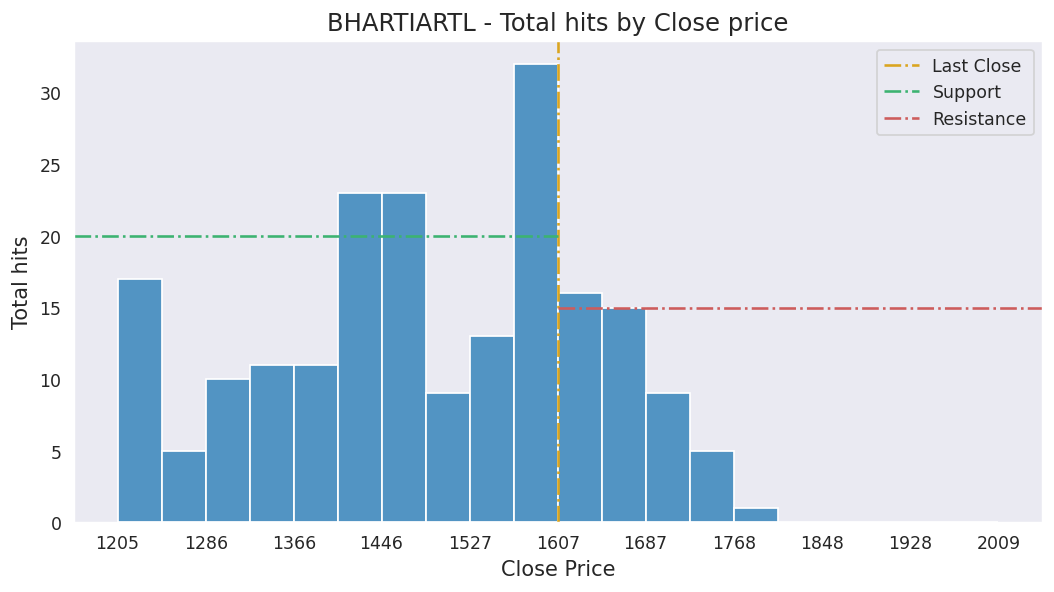 BHARTIARTL - Total hits by Close price
Last Close
Support
Resistance
Total hits
30
25
20
15
10
5
0
1205 1286 1366 1446 1527 1607 1687 1768 1848 1928 2009
Close Price